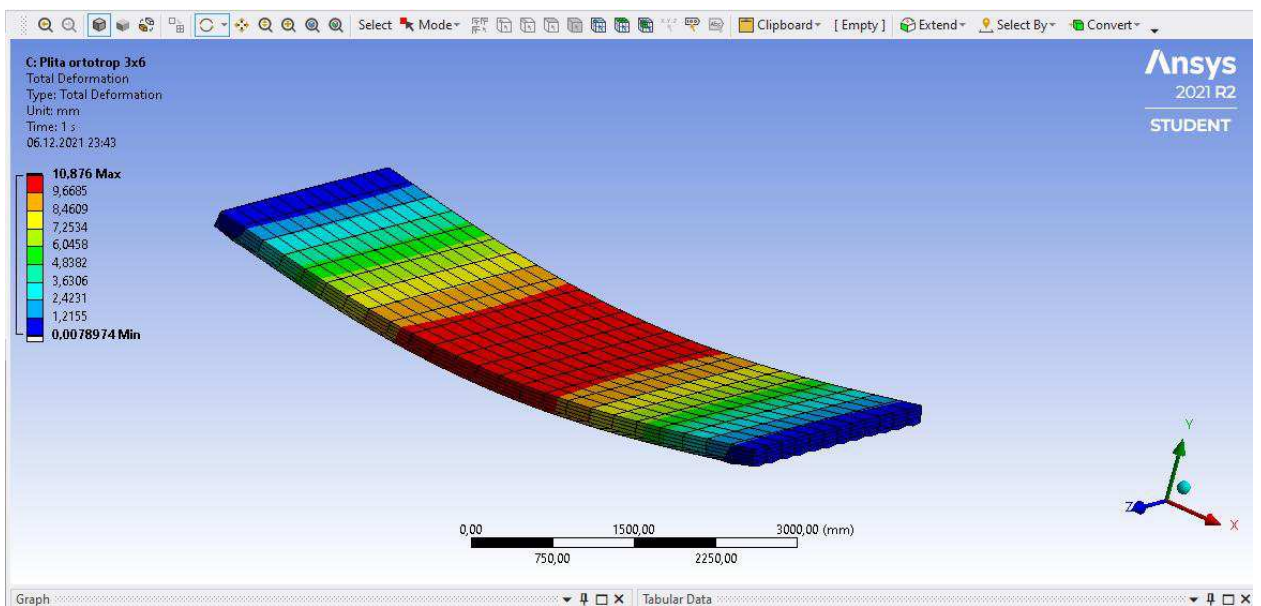 Select Mode Clipboard [ Empty ] Extend Select By Convert
C: Plita ortotrop 3x6
Total Deformation
Type: Total Deformation
Unit: mm
Time: 1 s
06.12.2021 23:43
10,876 Max
9,6685
8,4609
7,2534
6,0458
4,8382
3,6306
2,4231
1,2155
0,0078974 Min
Ansys
2021 R2
STUDENT
Y
Z
X
0,00 1500,00 3000,00 (mm)
750,00 2250,00
Graph
Tabular Data